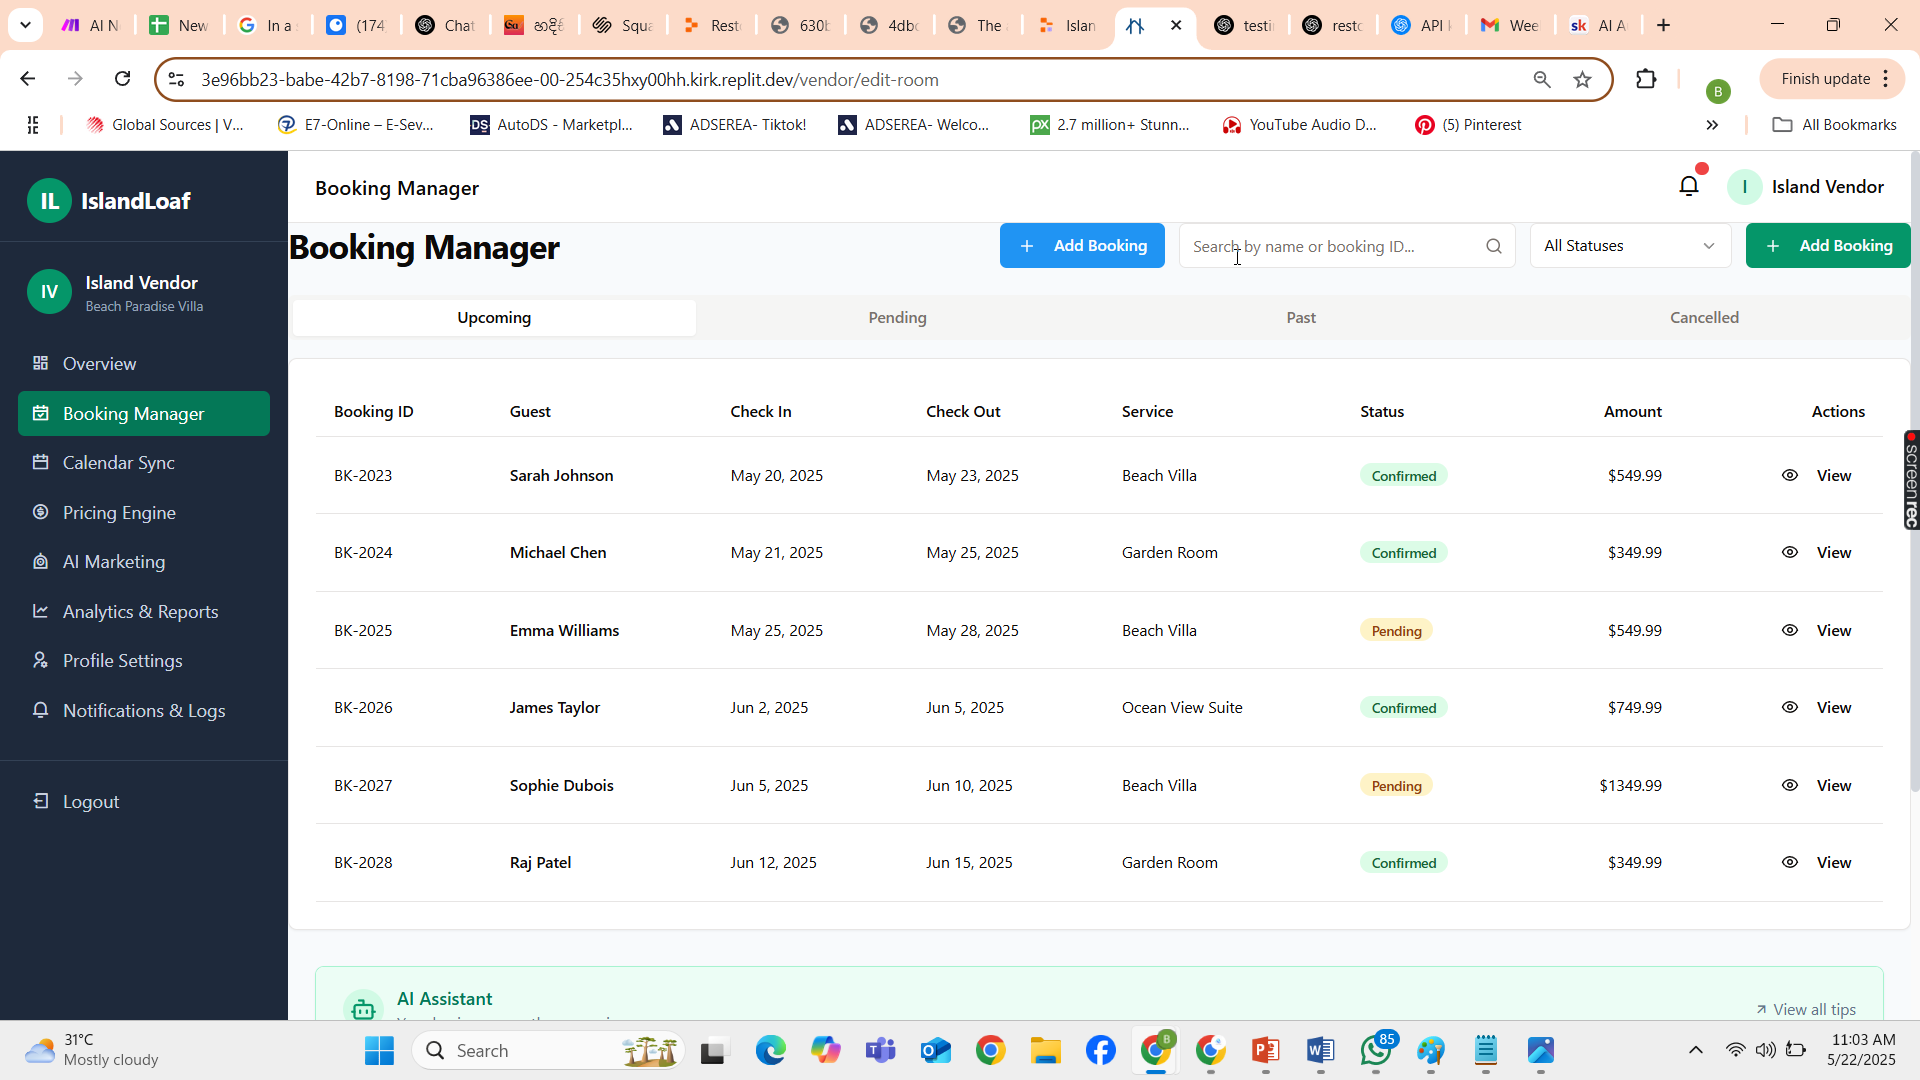 AI N
New
In a
(174
Chat
හදිසි
Squa
Rest
630b
4dbc
The
Islan
testi
resto
API k
Wee
sk
AI A
3e96bb23-babe-42b7-8198-71cba96386ee-00-254c35hxy00hh.kirk.replit.dev/vendor/edit-room
B
Finish update
Global Sources | V...
E7-Online – E-Sev...
DS
AutoDS - Marketpl...
ADSEREA- Tiktok!
ADSEREA- Welco...
px
2.7 million+ Stunn...
YouTube Audio D...
(5) Pinterest
All Bookmarks
IL IslandLoaf
IV
Island Vendor
Beach Paradise Villa
Overview
Booking Manager
Calendar Sync
Pricing Engine
AI Marketing
Analytics & Reports
Profile Settings
Notifications & Logs
Logout
Booking Manager
I Island Vendor
Booking Manager
+ Add Booking
Search by name or booking ID...
All Statuses
+ Add Booking
Upcoming Pending Past Cancelled
Booking ID Guest Check In Check Out Service Status Amount Actions
BK-2023 Sarah Johnson May 20, 2025 May 23, 2025 Beach Villa Confirmed $549.99 View
BK-2024 Michael Chen May 21, 2025 May 25, 2025 Garden Room Confirmed $349.99 View
BK-2025 Emma Williams May 25, 2025 May 28, 2025 Beach Villa Pending $549.99 View
BK-2026 James Taylor Jun 2, 2025 Jun 5, 2025 Ocean View Suite Confirmed $749.99 View
BK-2027 Sophie Dubois Jun 5, 2025 Jun 10, 2025 Beach Villa Pending $1349.99 View
BK-2028 Raj Patel Jun 12, 2025 Jun 15, 2025 Garden Room Confirmed $349.99 View
AI Assistant
View all tips
screenrec
31°C
Mostly cloudy
Search
B
85
11:03 AM
5/22/2025